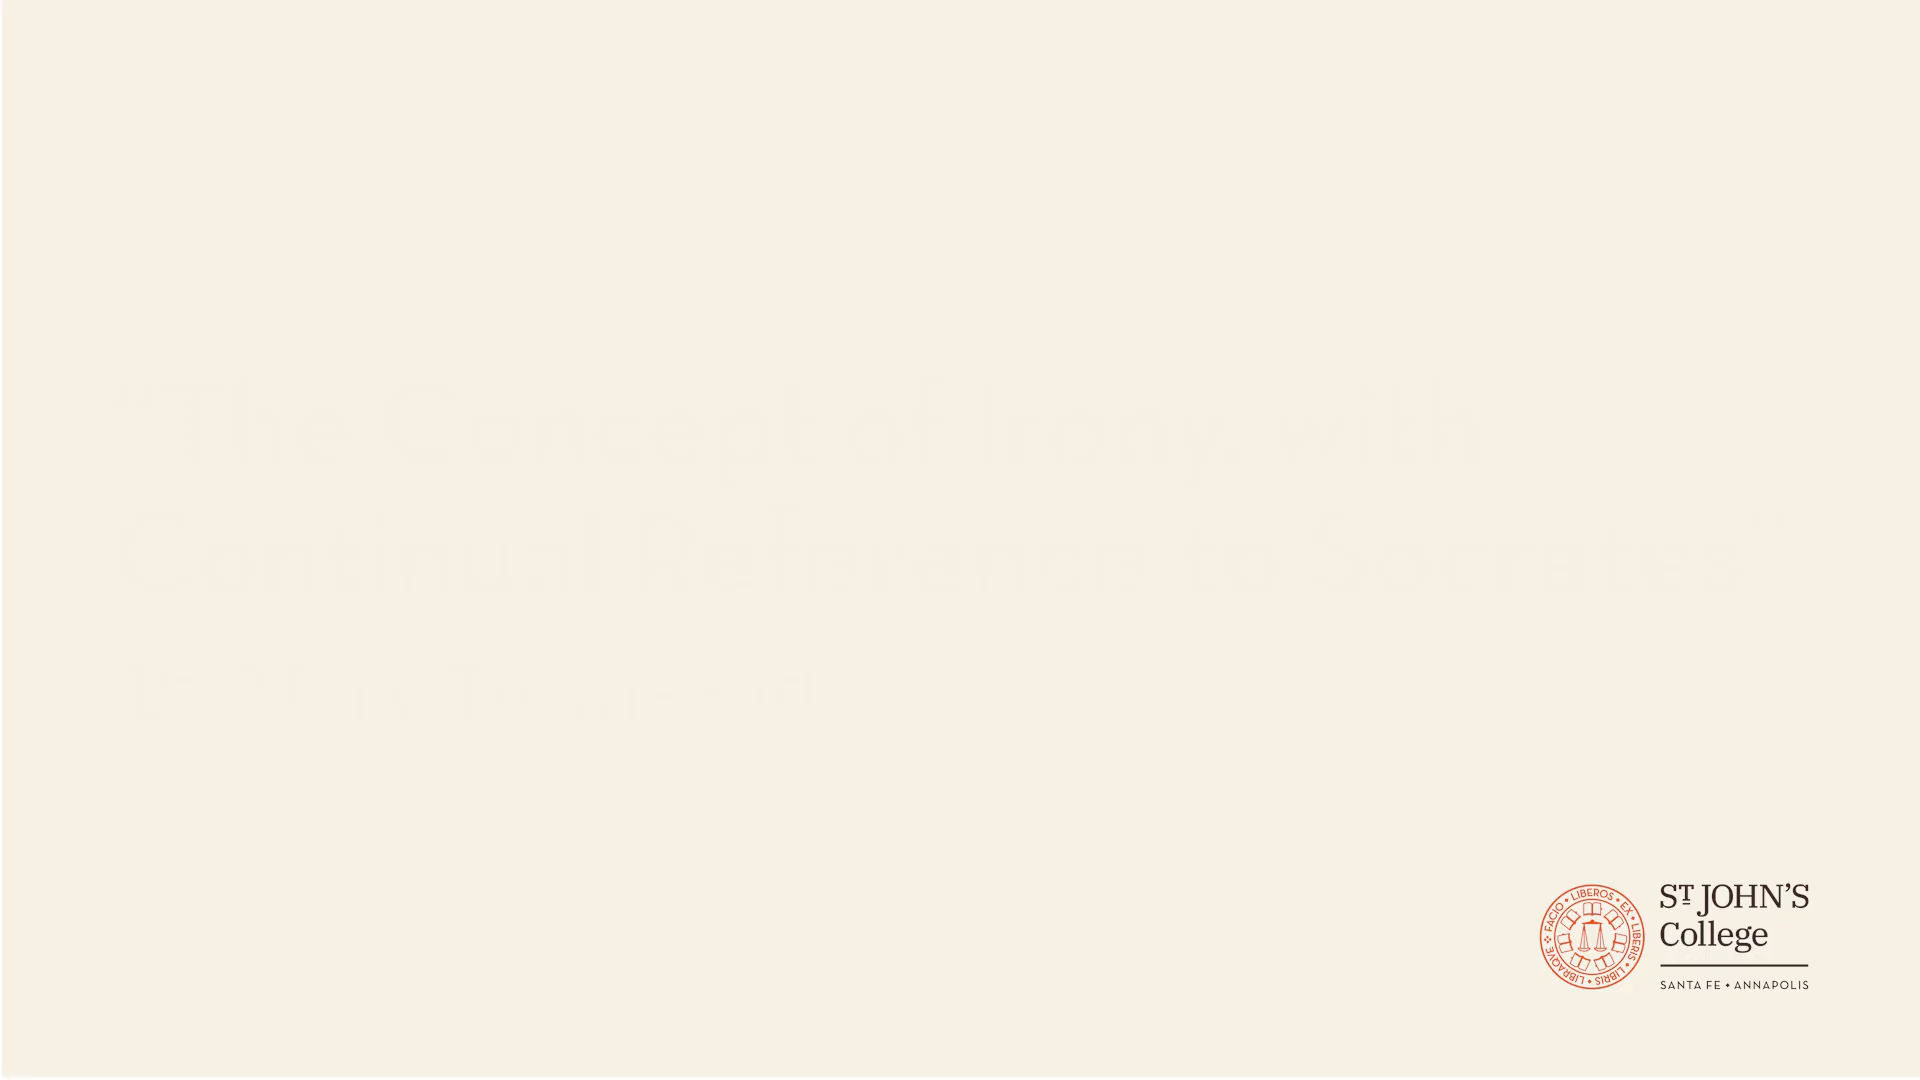 “The Concept of Irony, with
Continual Reference to Socrates”
ST JOHN’S
College
SANTA FE • ANNAPOLIS
FACIO • LIBEROS • EX • LIBERIS • LIBRIS • LIBRAQVE